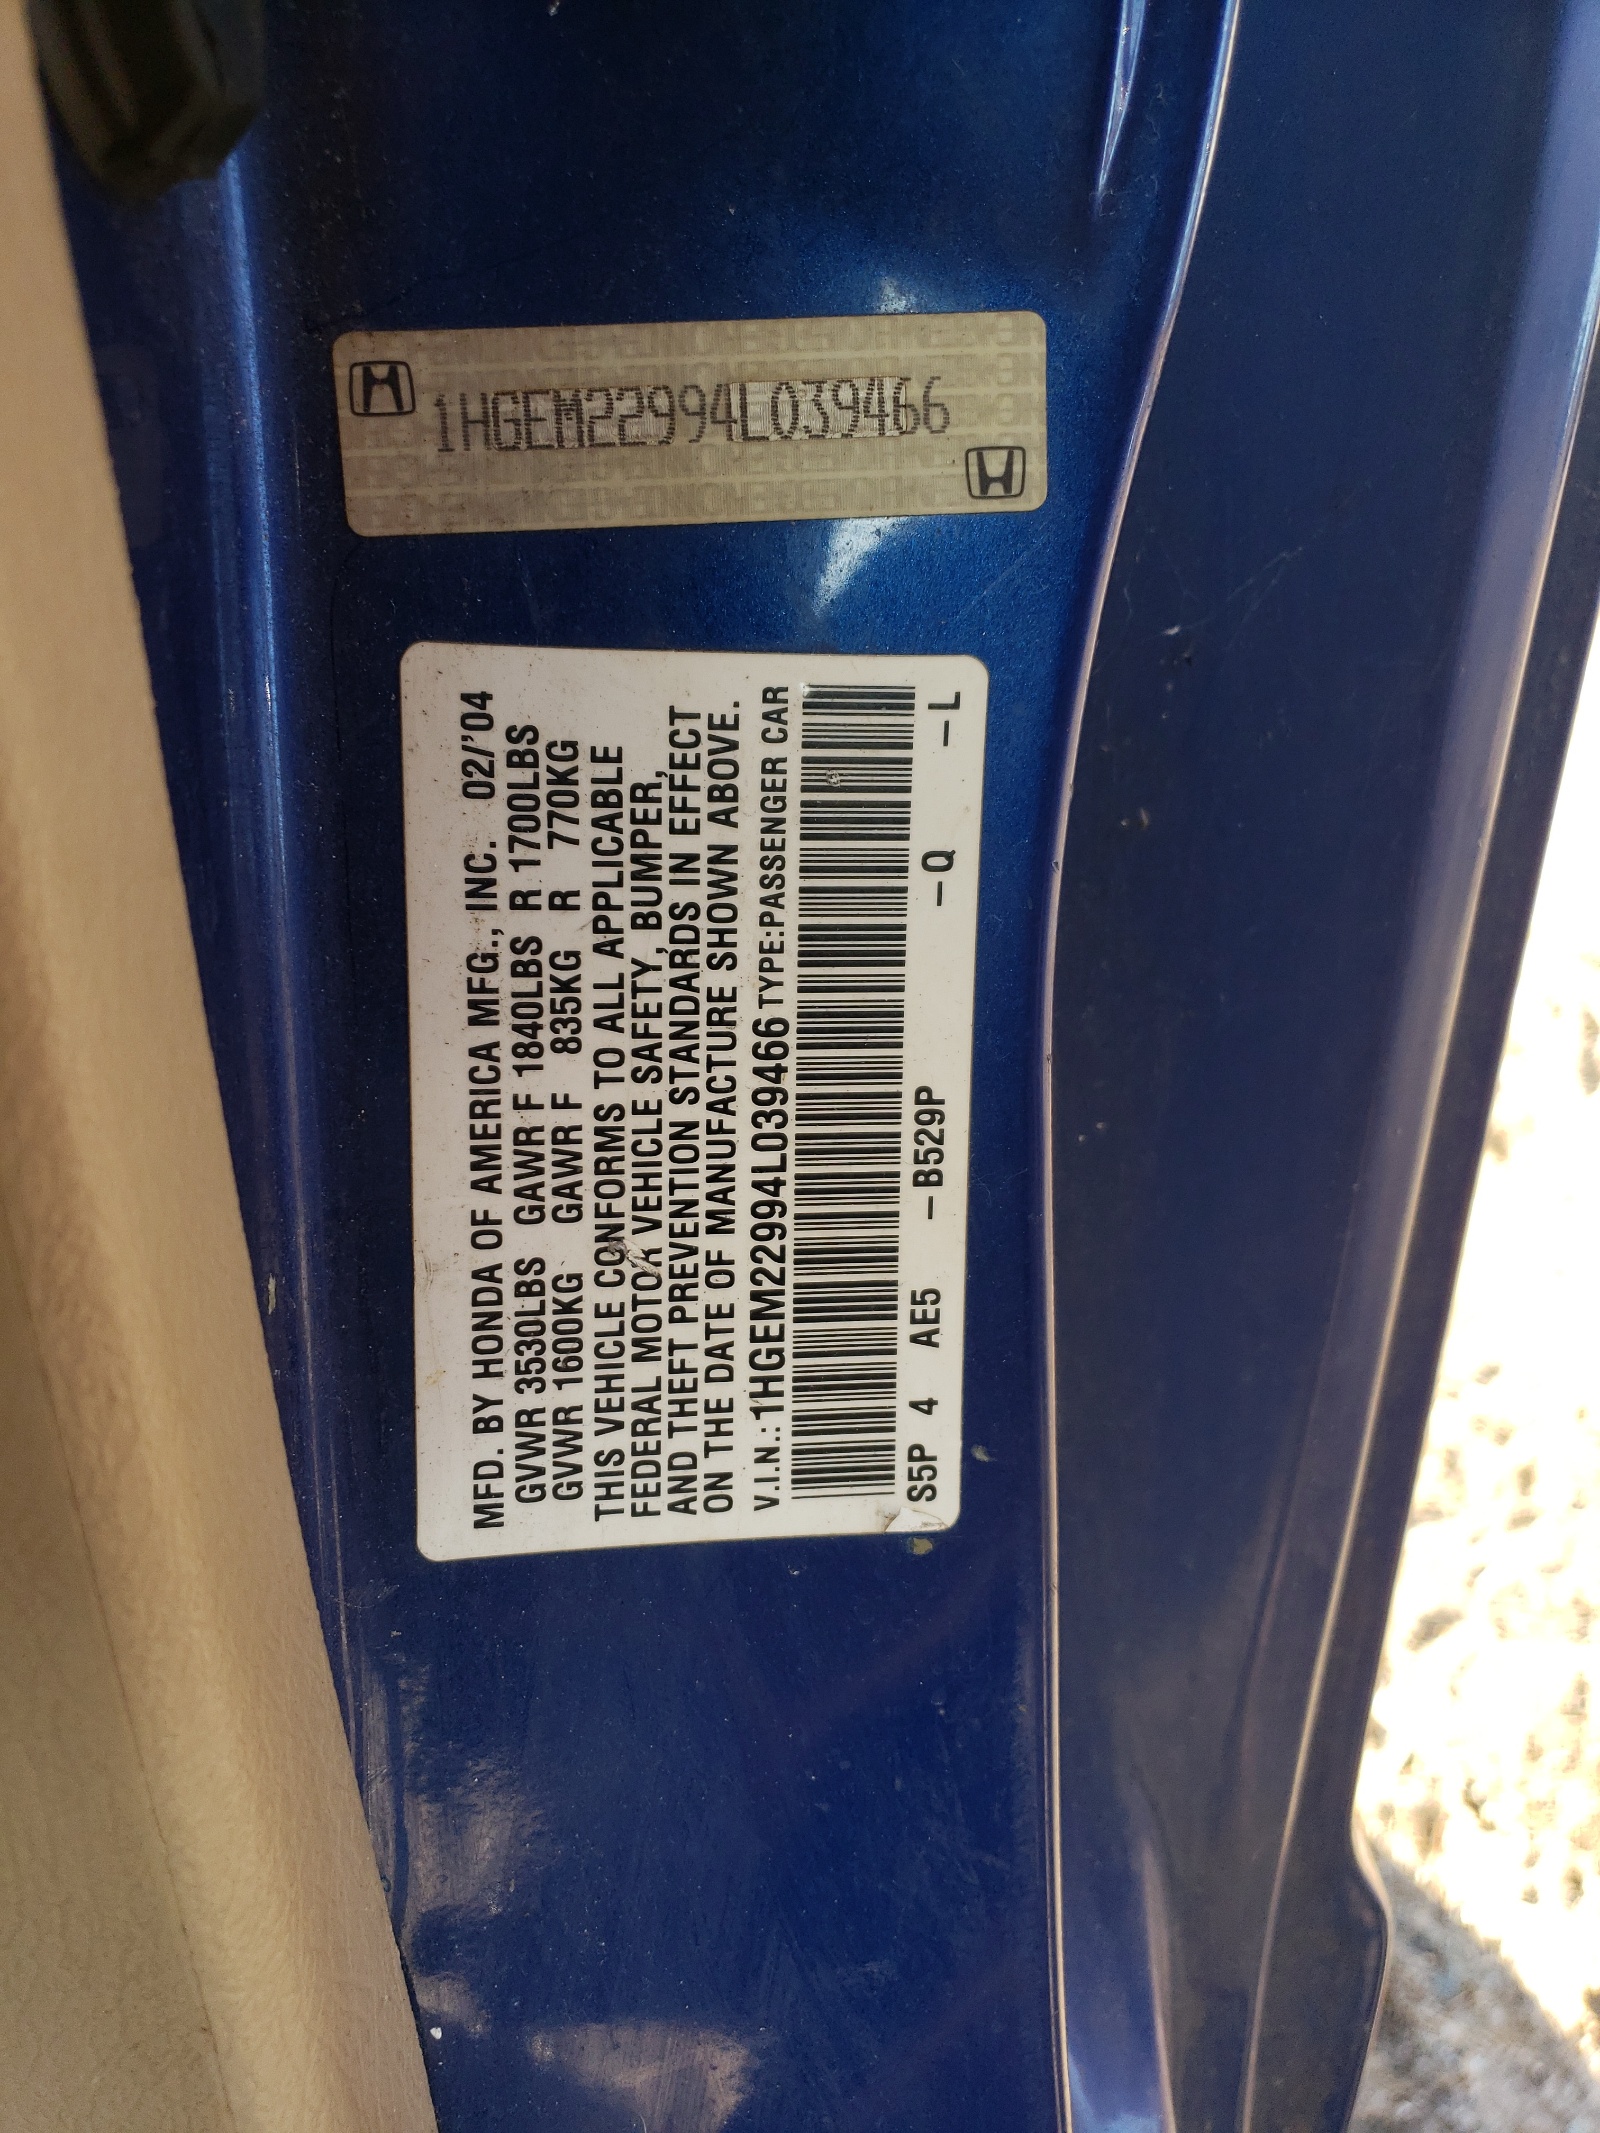 1HGEM22994L039466
MFD. BY HONDA OF AMERICA MFG., INC. 02/'04
GVWR 3530LBS GAWR F 1840LBS R 1700LBS
GVWR 1600KG GAWR F 835KG R 770KG
THIS VEHICLE CONFORMS TO ALL APPLICABLE
FEDERAL MOTOR VEHICLE SAFETY, BUMPER,
AND THEFT PREVENTION STANDARDS IN EFFECT
ON THE DATE OF MANUFACTURE SHOWN ABOVE.
V.I.N.:1HGEM22994L039466 TYPE:PASSENGER CAR
S5P 4 AE5 –B529P –Q –L